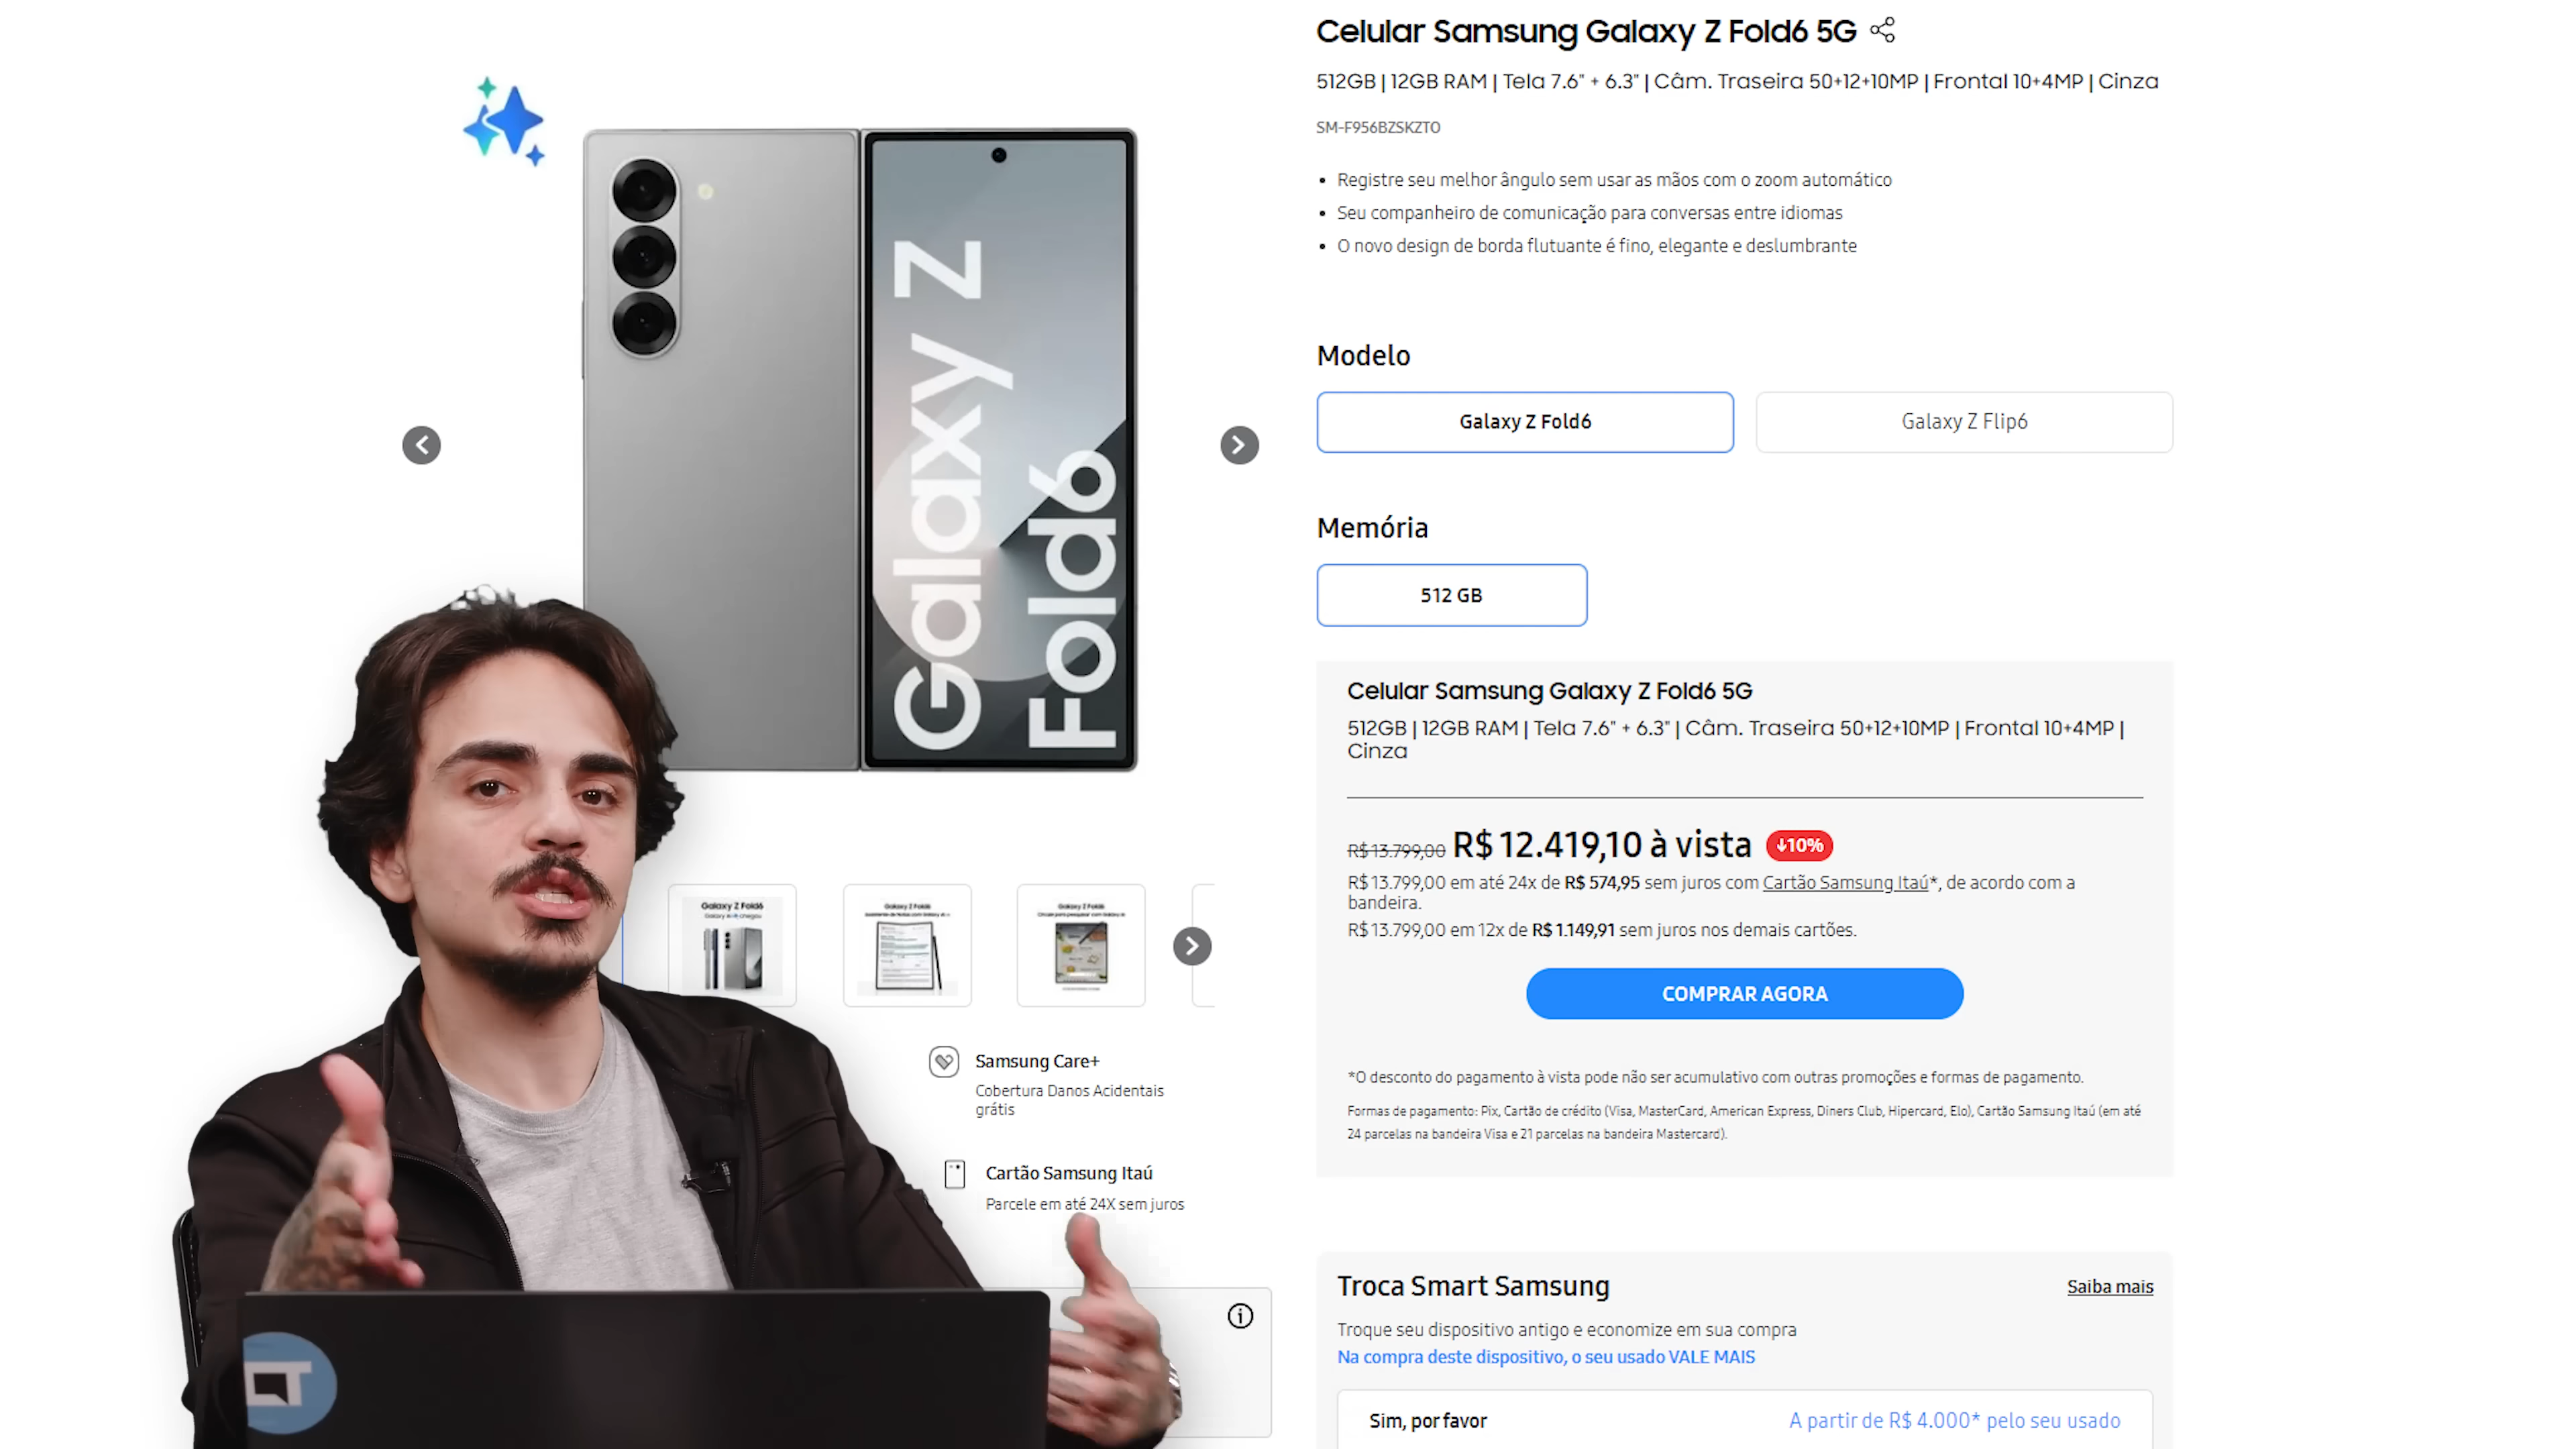 Celular Samsung Galaxy Z Fold6 5G
512GB | 12GB RAM | Tela 7.6" + 6.3" | Câm. Traseira 50+12+10MP | Frontal 10+4MP | Cinza
SM-F956BZSKZTO
• Registre seu melhor ângulo sem usar as mãos com o zoom automático
• Seu companheiro de comunicação para conversas entre idiomas
• O novo design de borda flutuante é fino, elegante e deslumbrante
Galaxy Z
Fold6
Modelo
Galaxy Z Fold6
Galaxy Z Flip6
Memória
512 GB
Celular Samsung Galaxy Z Fold6 5G
512GB | 12GB RAM | Tela 7.6" + 6.3" | Câm. Traseira 50+12+10MP | Frontal 10+4MP |
Cinza
R$ 13.799,00 R$ 12.419,10 à vista 10%
R$ 13.799,00 em até 24x de R$ 574,95 sem juros com Cartão Samsung Itaú*, de acordo com a
bandeira.
R$ 13.799,00 em 12x de R$ 1.149,91 sem juros nos demais cartões.
COMPRAR AGORA
*O desconto do pagamento à vista pode não ser acumulativo com outras promoções e formas de pagamento.
Formas de pagamento: Pix, Cartão de crédito (Visa, MasterCard, American Express, Diners Club, Hipercard, Elo), Cartão Samsung Itaú (em até
24 parcelas na bandeira Visa e 21 parcelas na bandeira Mastercard).
Galaxy Z Fold6
Galaxy Z Fold6
Galaxy Z Fold6
Samsung Care+
Cobertura Danos Acidentais
grátis
Cartão Samsung Itaú
Parcele em até 24X sem juros
Troca Smart Samsung
Saiba mais
Troque seu dispositivo antigo e economize em sua compra
Na compra deste dispositivo, o seu usado VALE MAIS
Sim, por favor
A partir de R$ 4.000* pelo seu usado